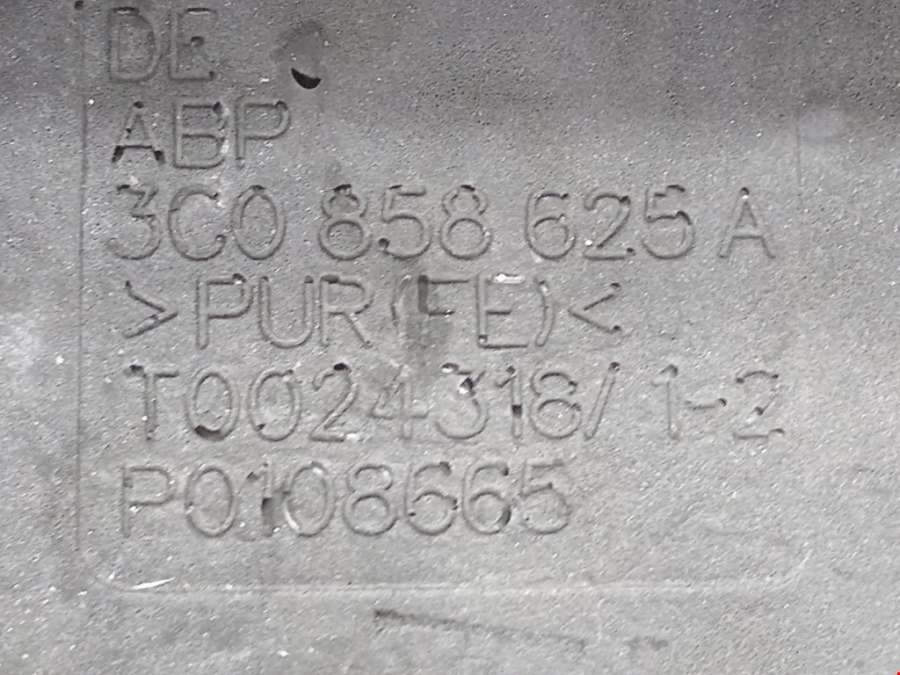 DE
ABP
3C0 858 625 A
>PUR(FE)<
T0024318/1-2
P0108665